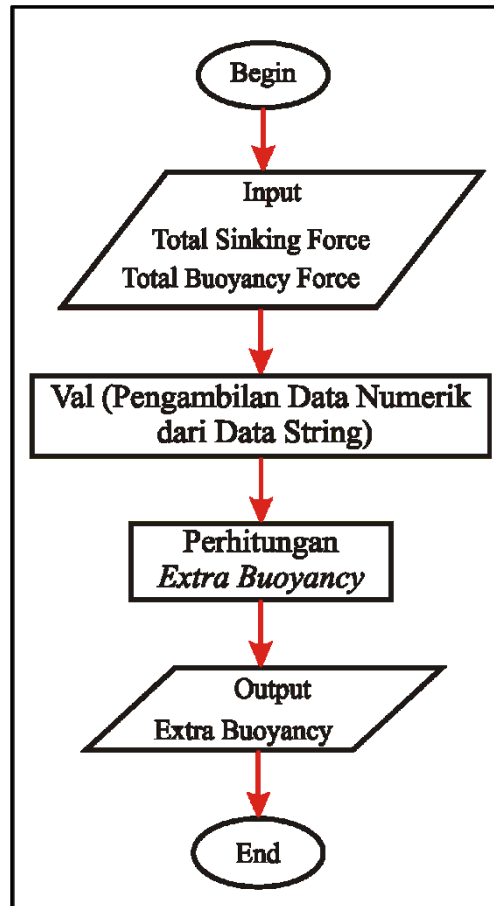 Begin
Input
Total Sinking Force
Total Buoyancy Force
Val (Pengambilan Data Numerik
dari Data String)
Perhitungan
Extra Buoyancy
Output
Extra Buoyancy
End